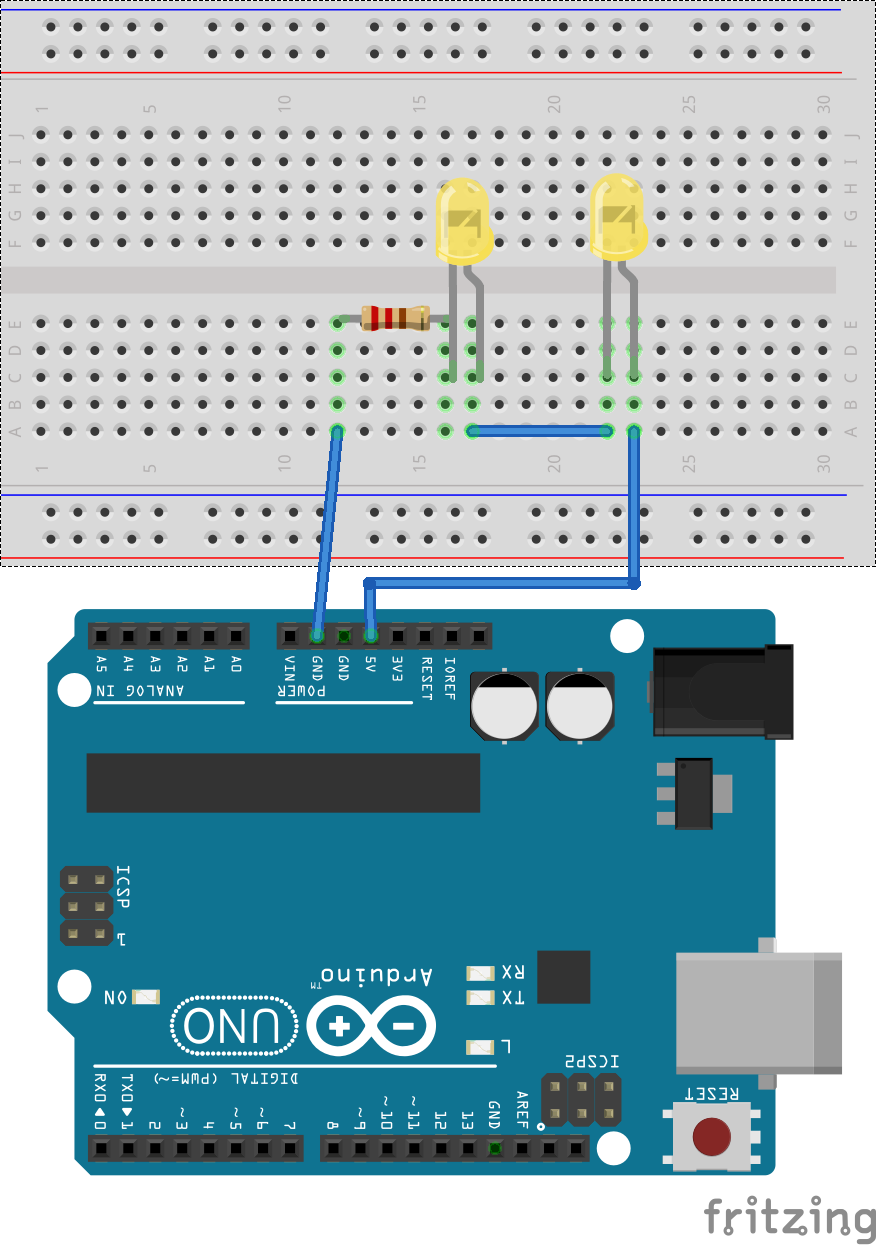 1 5 10 15 20 25 30
J J
I I
H H
G G
F F
E E
D D
C C
B B
A A
1 5 10 15 20 25 30
A5 A4 A3 A2 A1 A0 VIN GND GND 5V 3V3 RESET IOREF
ANALOG IN POWER
ICSP
1
Arduino™
RX
ON TX
UNO
L
ICSP2
DIGITAL (PWM=~)
RESET
RX0◄0 TX0►1 2 ~3 4 ~5 ~6 7 8 ~9 ~10 ~11 12 13 GND AREF
fritzing